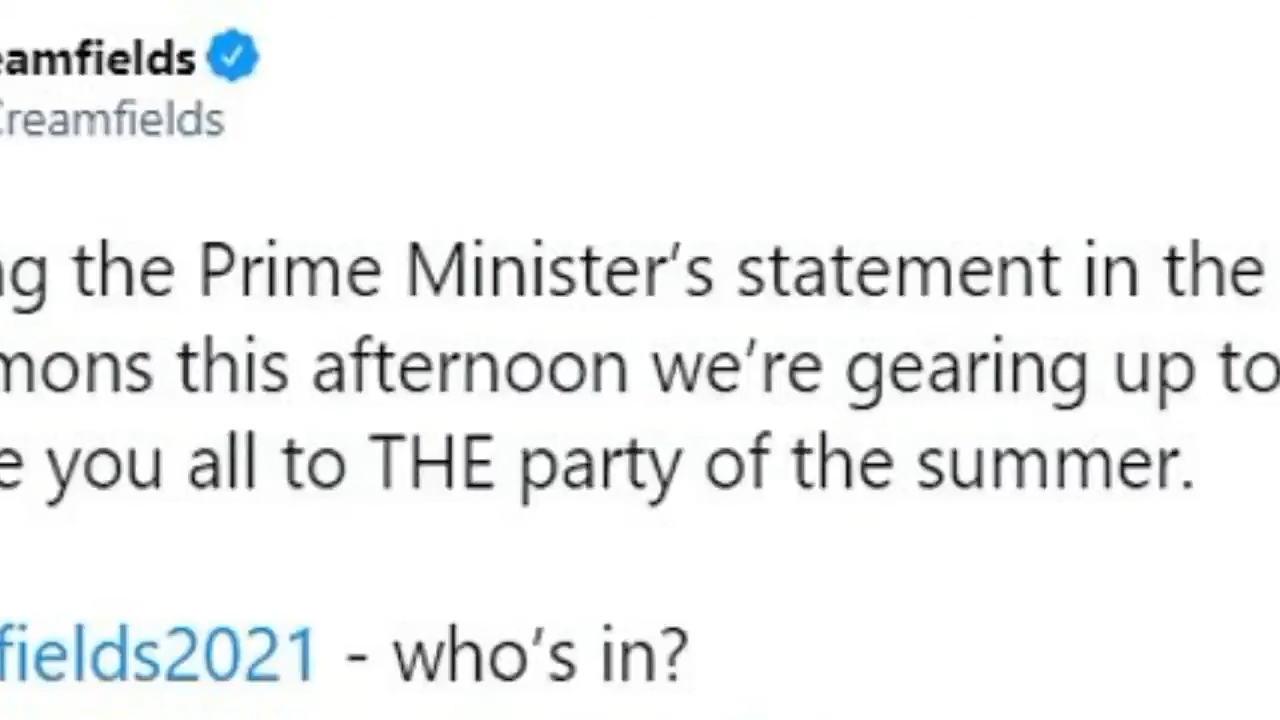 eamfields
Creamfields
ng the Prime Minister's statement in the
mons this afternoon we're gearing up to
e you all to THE party of the summer.
fields2021 - who's in?